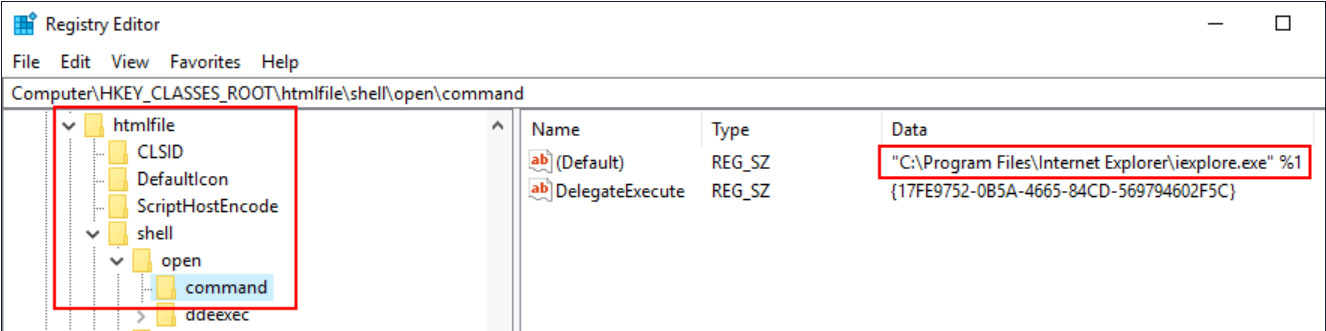 Registry Editor
File Edit View Favorites Help
Computer\HKEY_CLASSES_ROOT\htmlfile\shell\open\command
htmlfile
CLSID
DefaultIcon
ScriptHostEncode
shell
open
command
ddeexec
Name Type Data
ab (Default) REG_SZ "C:\Program Files\Internet Explorer\iexplore.exe" %1
ab DelegateExecute REG_SZ {17FE9752-0B5A-4665-84CD-569794602F5C}